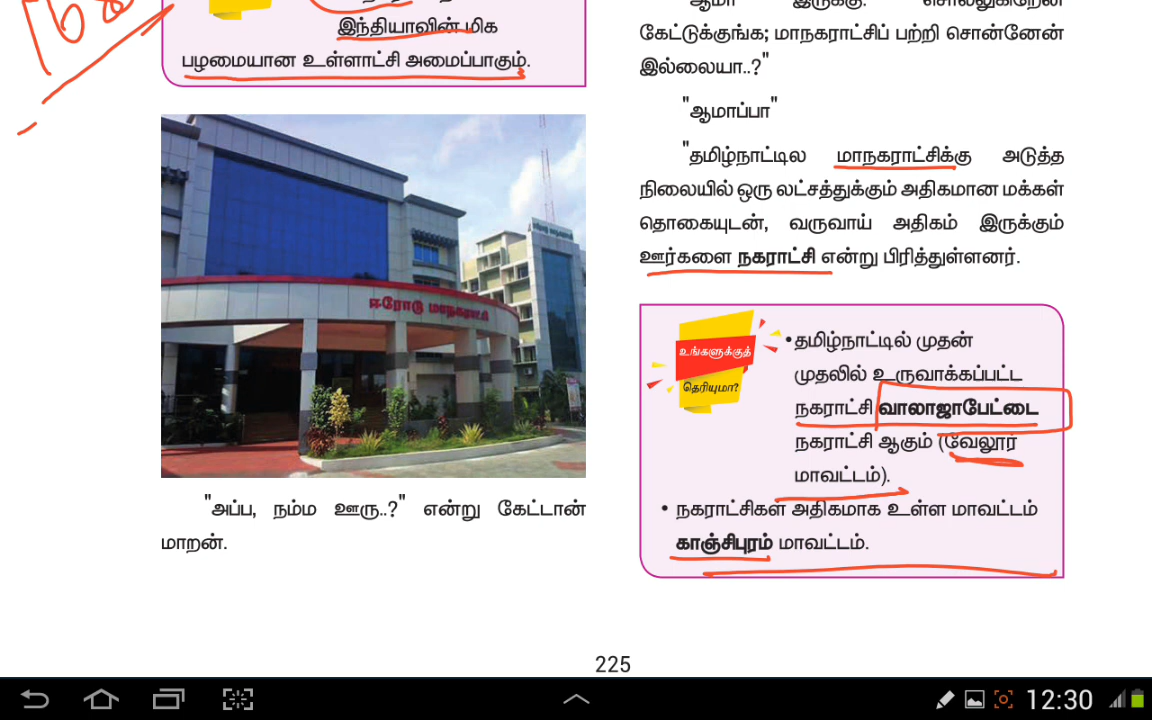 இந்தியாவின் மிக
பழமையான உள்ளாட்சி அமைப்பாகும்.
ஈரோடு மாநகராட்சி
"அப்ப, நம்ம ஊரு..?" என்று கேட்டான்
மாறன்.
"ஆமா இருக்கு. சொல்லுகிறேன்
கேட்டுக்குங்க; மாநகராட்சிப் பற்றி சொன்னேன்
இல்லையா..?"
"ஆமாப்பா"
"தமிழ்நாட்டில மாநகராட்சிக்கு அடுத்த
நிலையில் ஒரு லட்சத்துக்கும் அதிகமான மக்கள்
தொகையுடன், வருவாய் அதிகம் இருக்கும்
ஊர்களை நகராட்சி என்று பிரித்துள்ளனர்.
உங்களுக்குத்
தெரியுமா?
•தமிழ்நாட்டில் முதன்
முதலில் உருவாக்கப்பட்ட
நகராட்சி வாலாஜாபேட்டை
நகராட்சி ஆகும் (வேலூர்
மாவட்டம்).
• நகராட்சிகள் அதிகமாக உள்ள மாவட்டம்
காஞ்சிபுரம் மாவட்டம்.
225
12:30